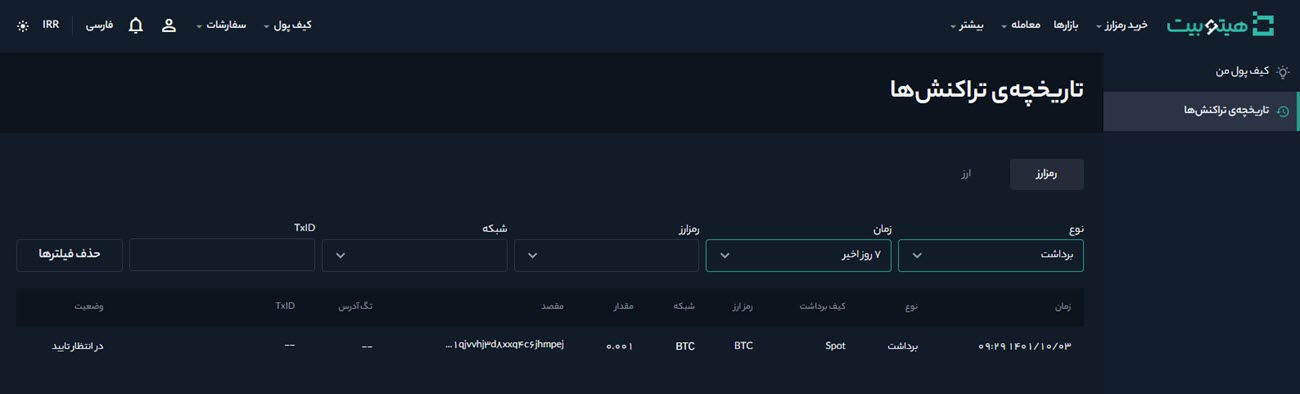 هیتوبیت خرید رمزارز بازارها معامله بیشتر کیف پول سفارشات فارسی IRR
کیف پول من
تاریخچه‌ی تراکنش‌ها
تاریخچه‌ی تراکنش‌ها
رمزارز ارز
نوع زمان رمزارز شبکه TxID
برداشت ۷ روز اخیر حذف فیلترها
زمان نوع کیف برداشت رمز ارز شبکه مقدار مقصد تگ آدرس TxID وضعیت
۱۴۰۱/۱۰/۰۳ ۰۹:۲۹ برداشت Spot BTC BTC ۰.۰۰۱ ۱qjvvhj۳d۸xxq۴c۶jhmpej... -- -- در انتظار تایید